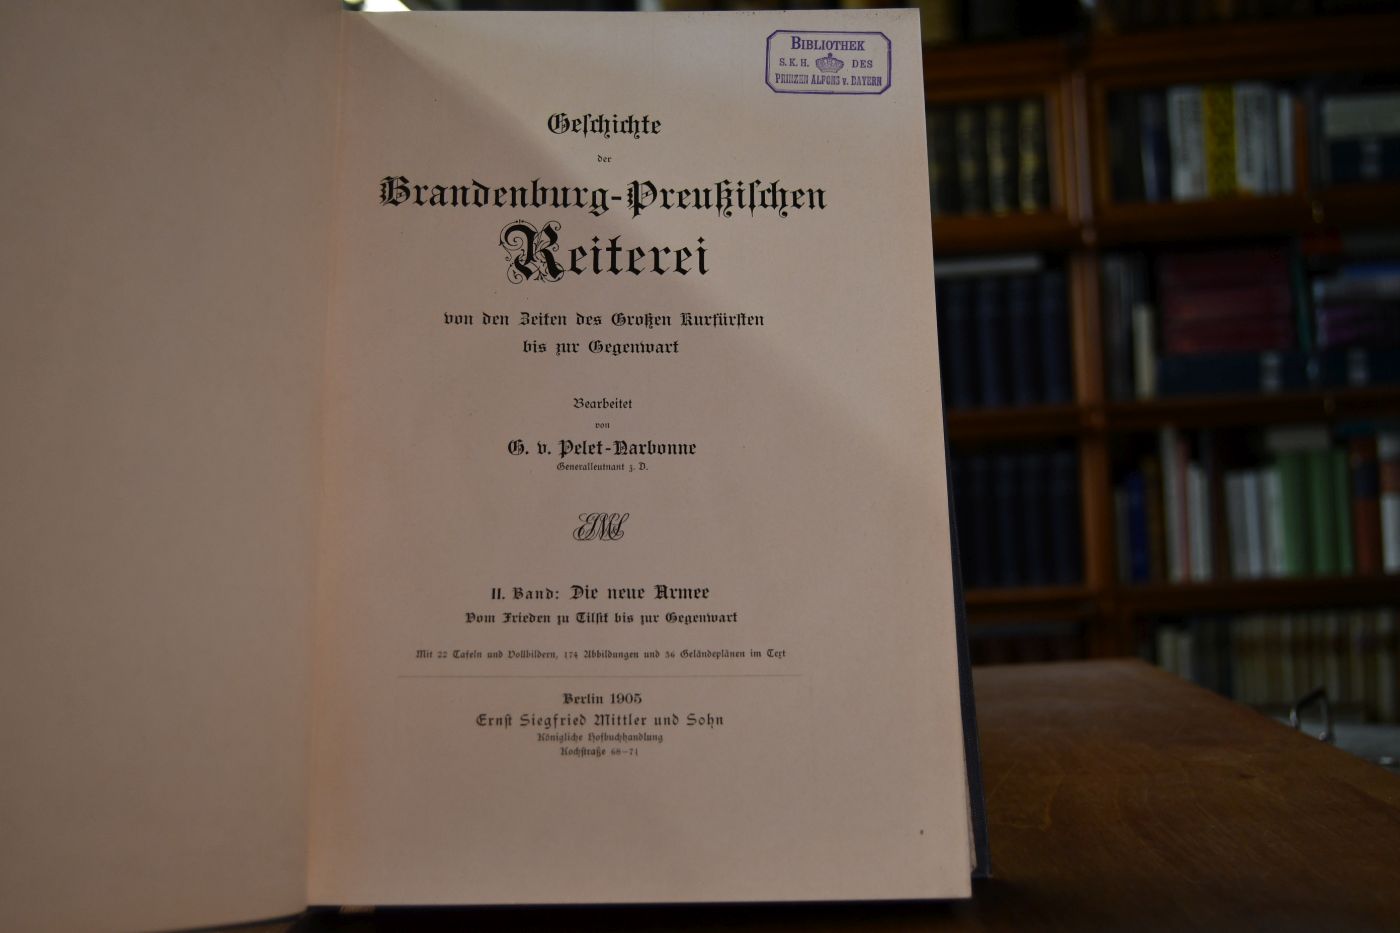 BIBLIOTHEK
S. K. H. DES
PRINZEN ALFONS v. BAYERN
Geſchichte
der
Brandenburg-Preußiſchen
Reiterei
von den Zeiten des Großen Kurfürſten
bis zur Gegenwart
Bearbeitet
von
G. v. Pelet-Narbonne
Generalleutnant z. D.
II. Band: Die neue Armee
Vom Frieden zu Tilſit bis zur Gegenwart
Mit 22 Tafeln und Vollbildern, 174 Abbildungen und 56 Geländeplänen im Text
Berlin 1905
Ernſt Siegfried Mittler und Sohn
Königliche Hofbuchhandlung
Kochſtraße 68–71